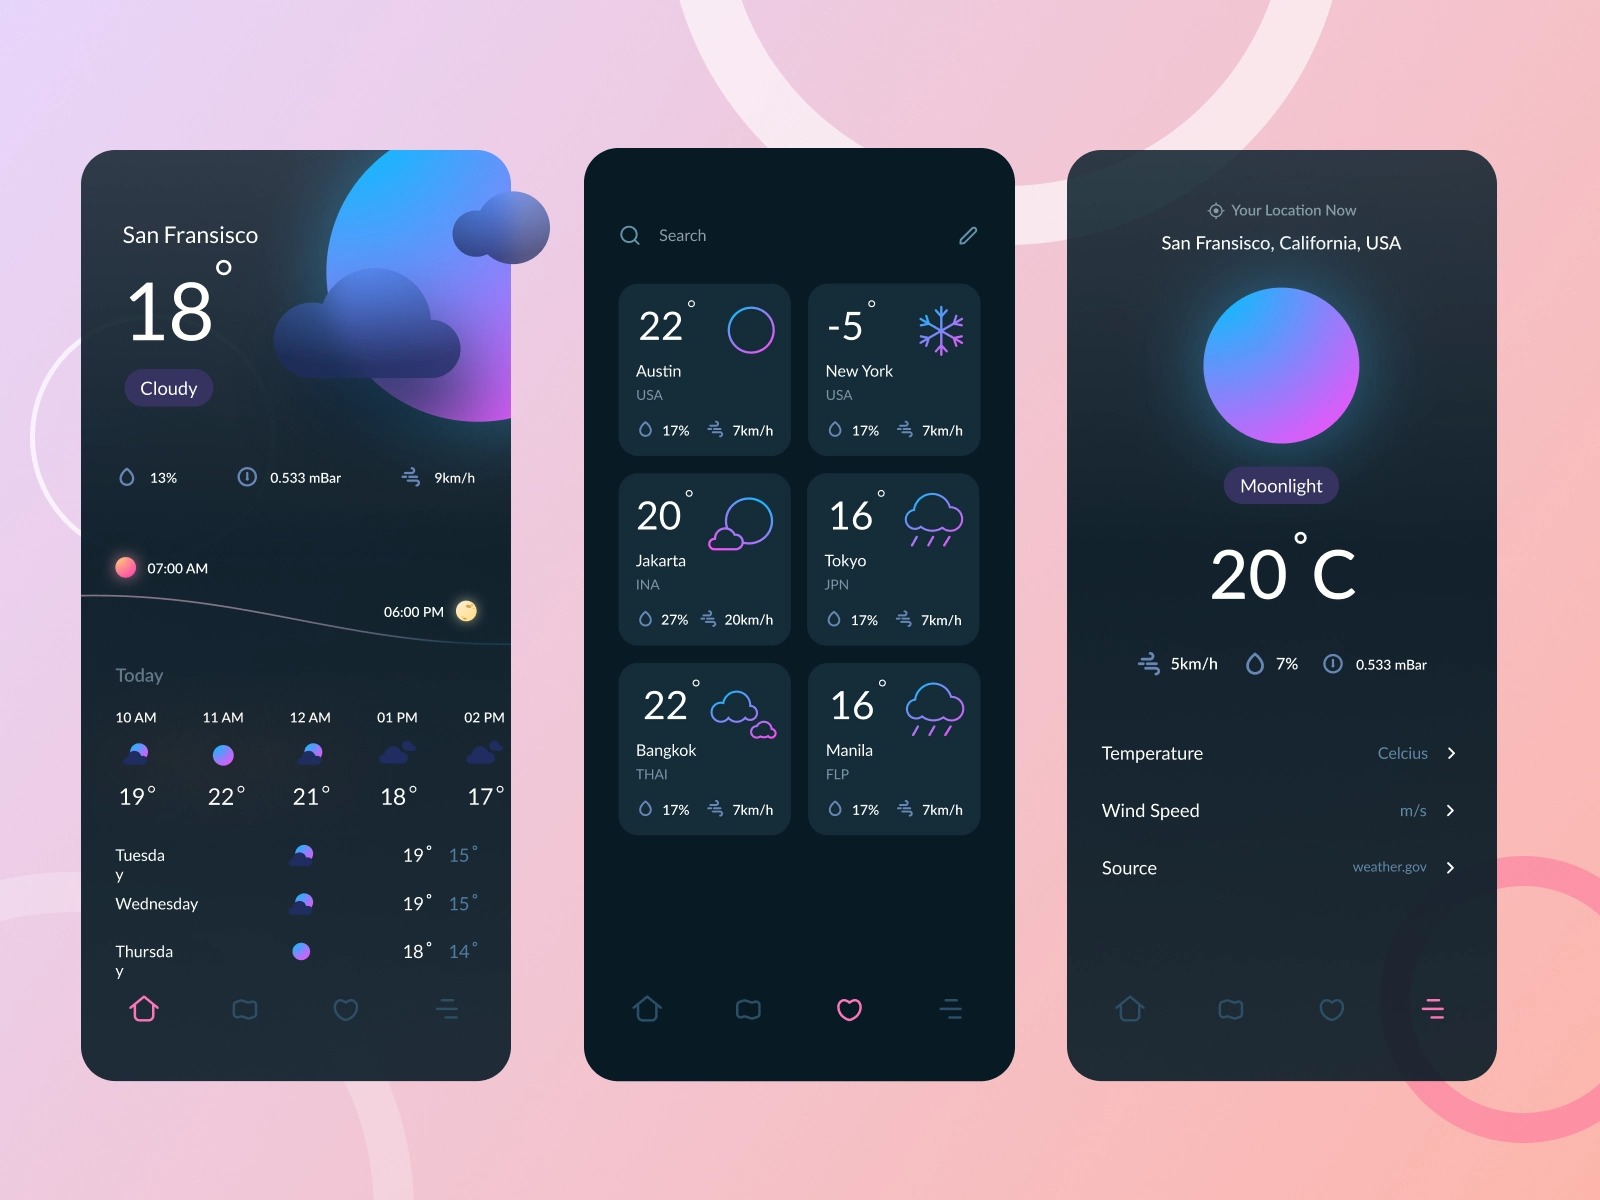 San Fransisco
18°
Cloudy
13% 0.533 mBar 9km/h
07:00 AM
06:00 PM
Today
10 AM 11 AM 12 AM 01 PM 02 PM
19° 22° 21° 18° 17°
Tuesda
y
19° 15°
Wednesday 19° 15°
Thursda
y
18° 14°
Search
22°
Austin
USA
17% 7km/h
-5°
New York
USA
17% 7km/h
20°
Jakarta
INA
27% 20km/h
16°
Tokyo
JPN
17% 7km/h
22°
Bangkok
THAI
17% 7km/h
16°
Manila
FLP
17% 7km/h
Your Location Now
San Fransisco, California, USA
Moonlight
20°C
5km/h 7% 0.533 mBar
Temperature Celcius
Wind Speed m/s
Source weather.gov